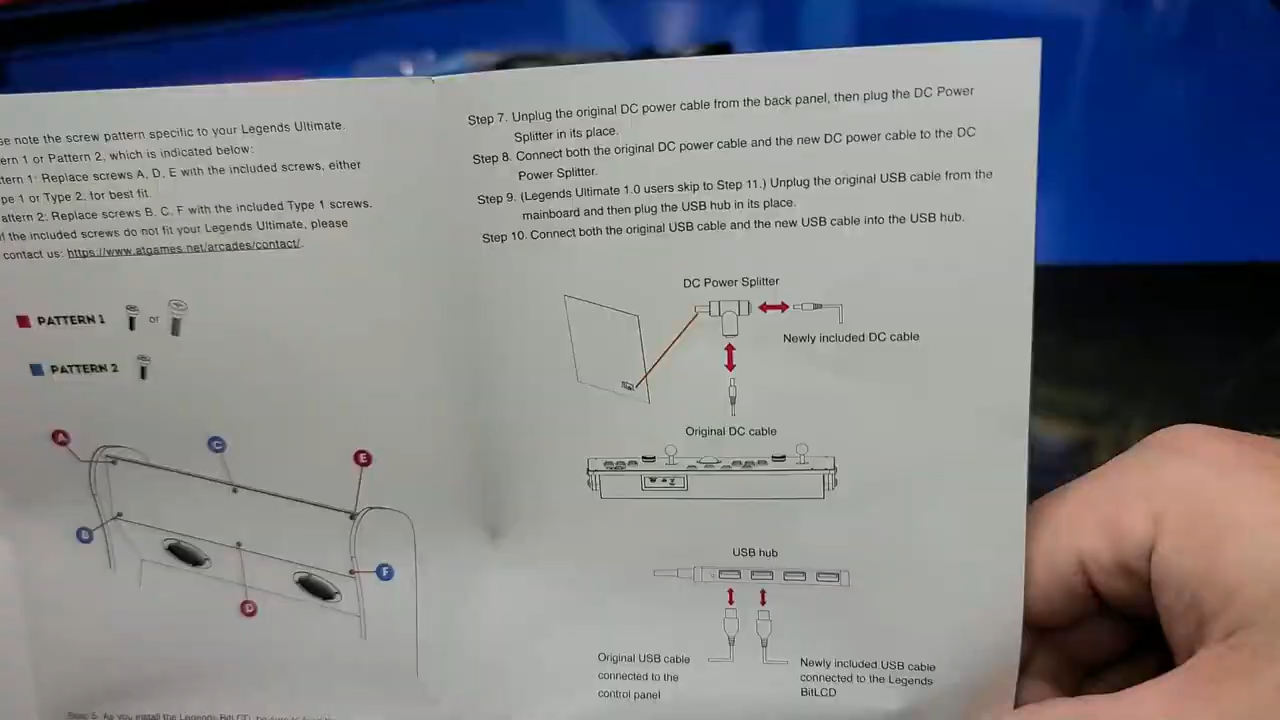 se note the screw pattern specific to your Legends Ultimate.
ern 1 or Pattern 2, which is indicated below:
tern 1: Replace screws A, D, E with the included screws, either
pe 1 or Type 2, for best fit.
attern 2: Replace screws B, C, F with the included Type 1 screws.
f the included screws do not fit your Legends Ultimate, please
contact us: https://www.atgames.net/arcades/contact/.
PATTERN 1
or
PATTERN 2
A
C
E
B
F
D
Step 5. As you install the Legends BitLCD,
Step 7. Unplug the original DC power cable from the back panel, then plug the DC Power
Splitter in its place.
Step 8. Connect both the original DC power cable and the new DC power cable to the DC
Power Splitter.
Step 9. (Legends Ultimate 1.0 users skip to Step 11.) Unplug the original USB cable from the
mainboard and then plug the USB hub in its place.
Step 10. Connect both the original USB cable and the new USB cable into the USB hub.
DC Power Splitter
Newly included DC cable
Original DC cable
USB hub
Original USB cable
connected to the
control panel
Newly included USB cable
connected to the Legends
BitLCD